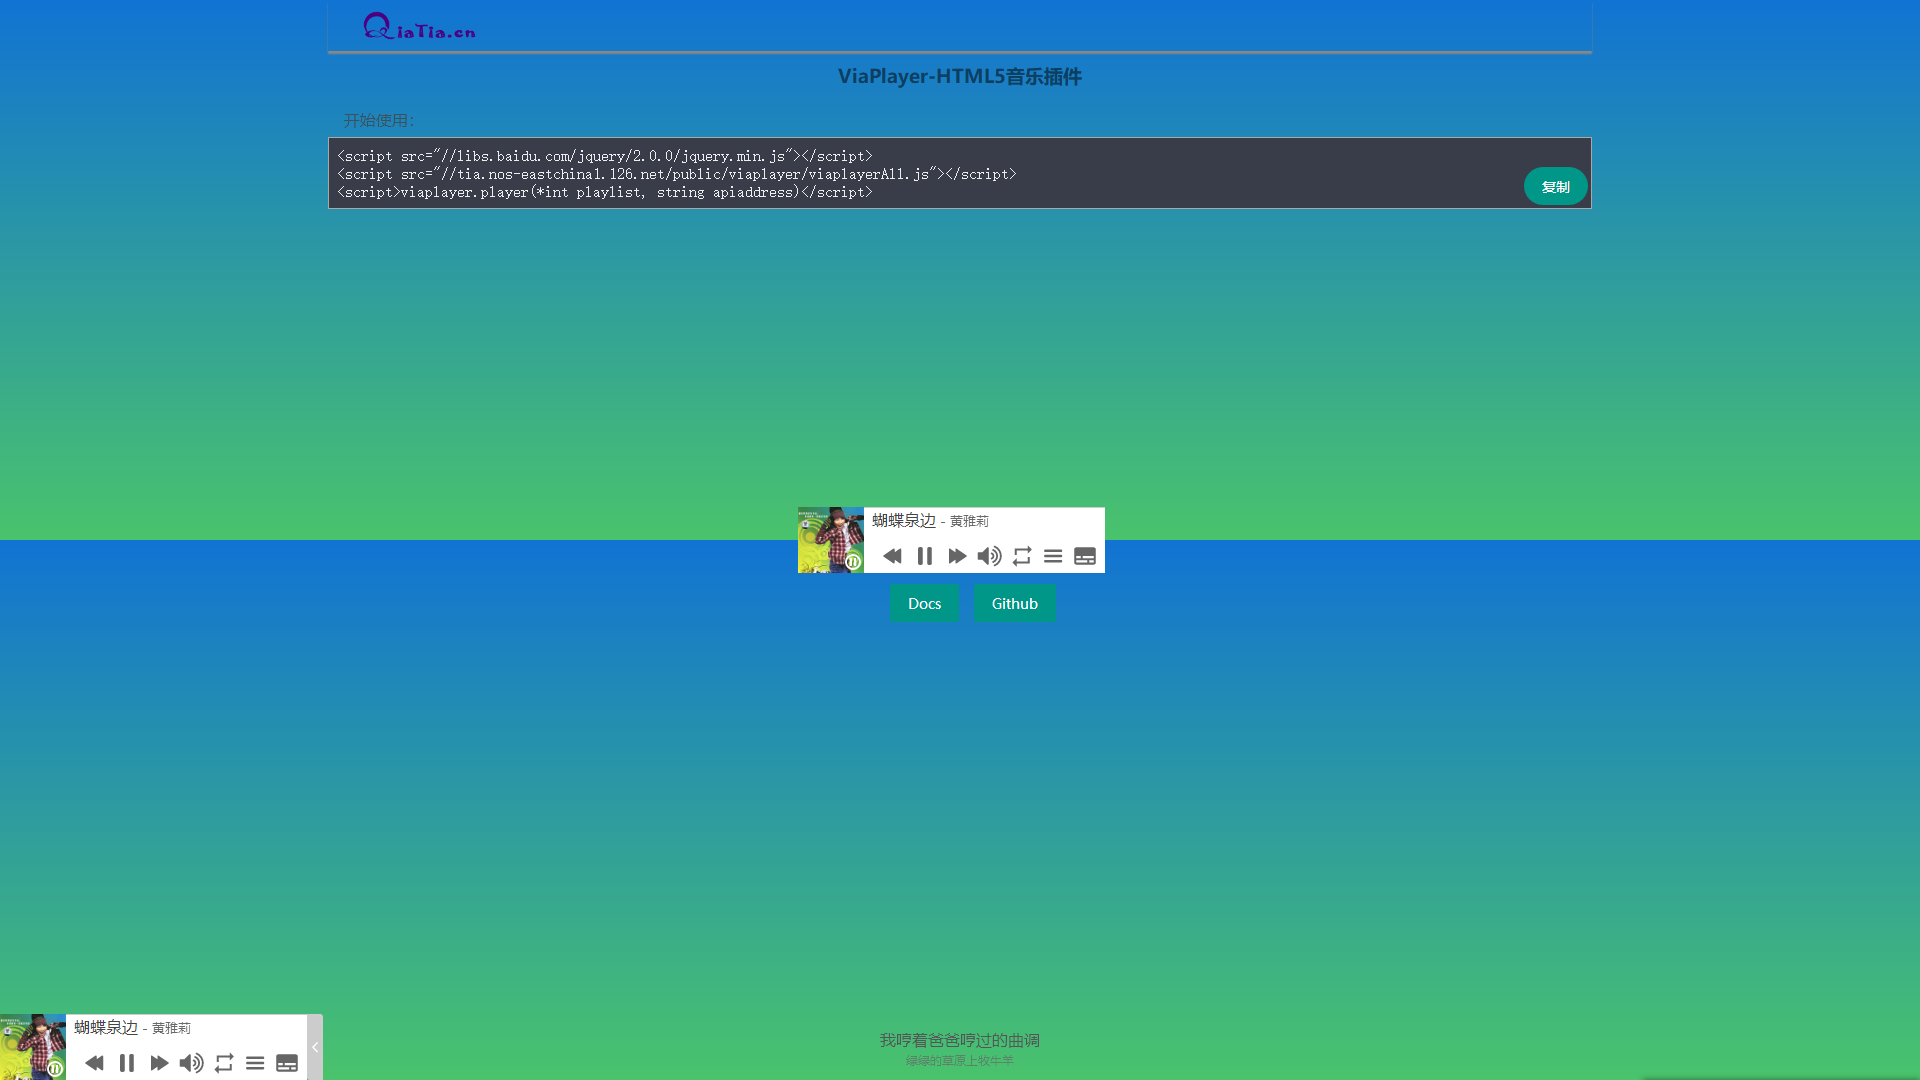 QiaTia.cn
ViaPlayer-HTML5音乐插件
开始使用：
<script src="//libs.baidu.com/jquery/2.0.0/jquery.min.js"></script>
<script src="//tia.nos-eastchina1.126.net/public/viaplayer/viaplayerAll.js"></script>
<script>viaplayer.player(*int playlist, string apiaddress)</script>
复制
蝴蝶泉边 - 黄雅莉
Docs
Github
蝴蝶泉边 - 黄雅莉
我哼着爸爸哼过的曲调
绿绿的草原上牧牛羊